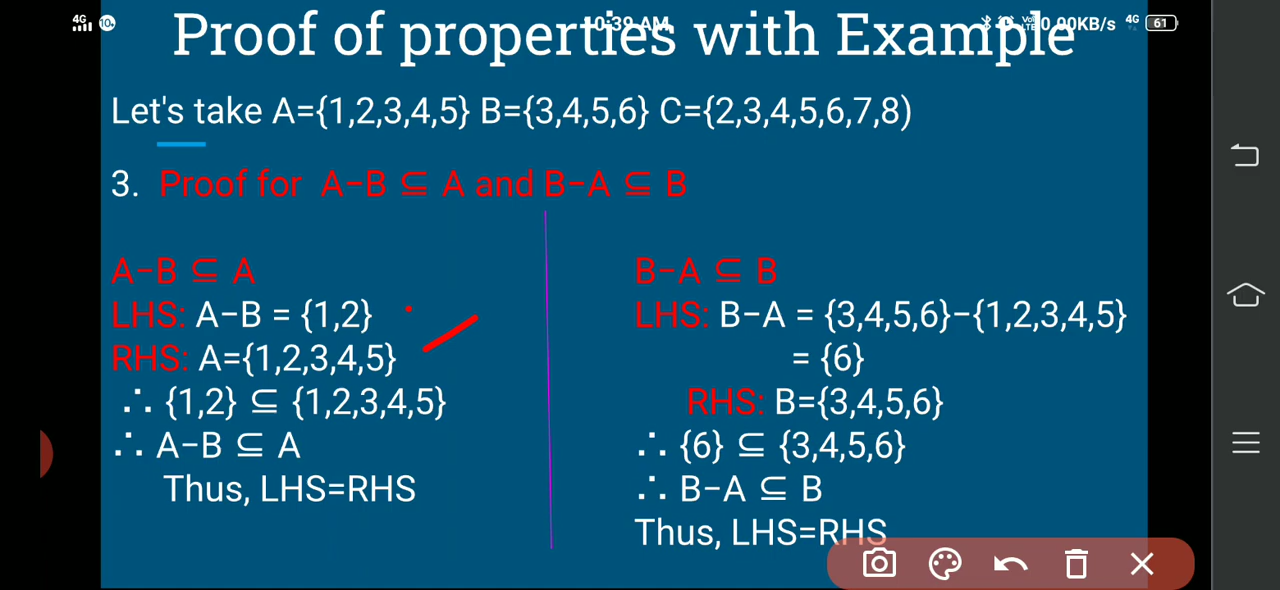 4G 10+ 10:39 AM 0.00KB/s 4G 61
Proof of properties with Example
Let's take A={1,2,3,4,5} B={3,4,5,6} C={2,3,4,5,6,7,8)
3. Proof for A−B ⊆ A and B−A ⊆ B
A−B ⊆ A
LHS: A−B = {1,2}
RHS: A={1,2,3,4,5}
∴ {1,2} ⊆ {1,2,3,4,5}
∴ A−B ⊆ A
Thus, LHS=RHS
B−A ⊆ B
LHS: B−A = {3,4,5,6}−{1,2,3,4,5}
= {6}
RHS: B={3,4,5,6}
∴ {6} ⊆ {3,4,5,6}
∴ B−A ⊆ B
Thus, LHS=RHS